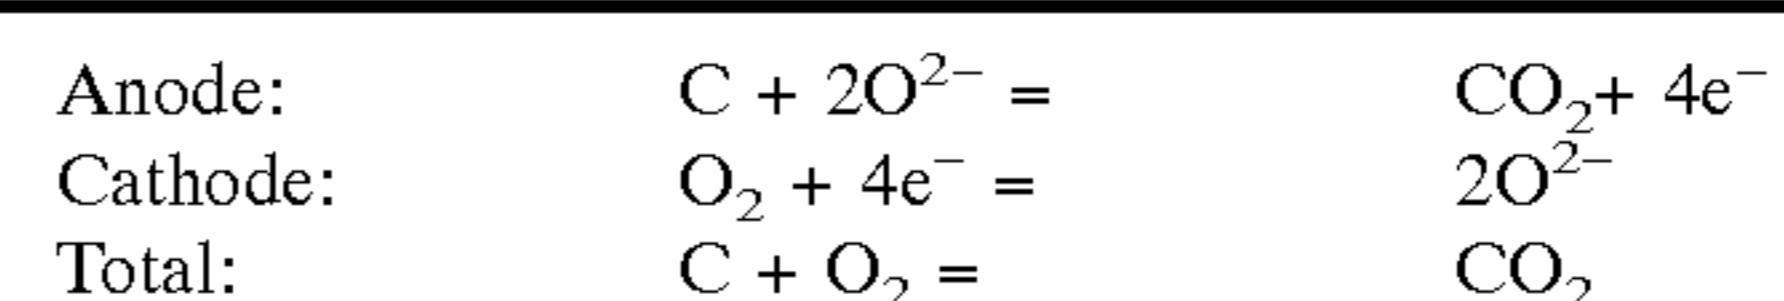 Anode: C + 2O²⁻ = CO₂+ 4e⁻
Cathode: O₂ + 4e⁻ = 2O²⁻
Total: C + O₂ = CO₂